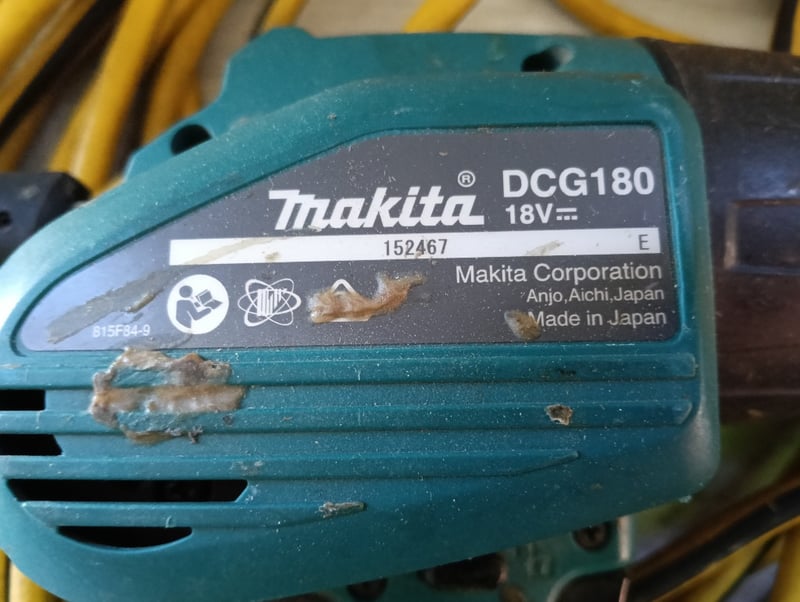 Makita® DCG180
18V⎓
152467 E
Makita Corporation
Anjo,Aichi,Japan
Made in Japan
815F84-9